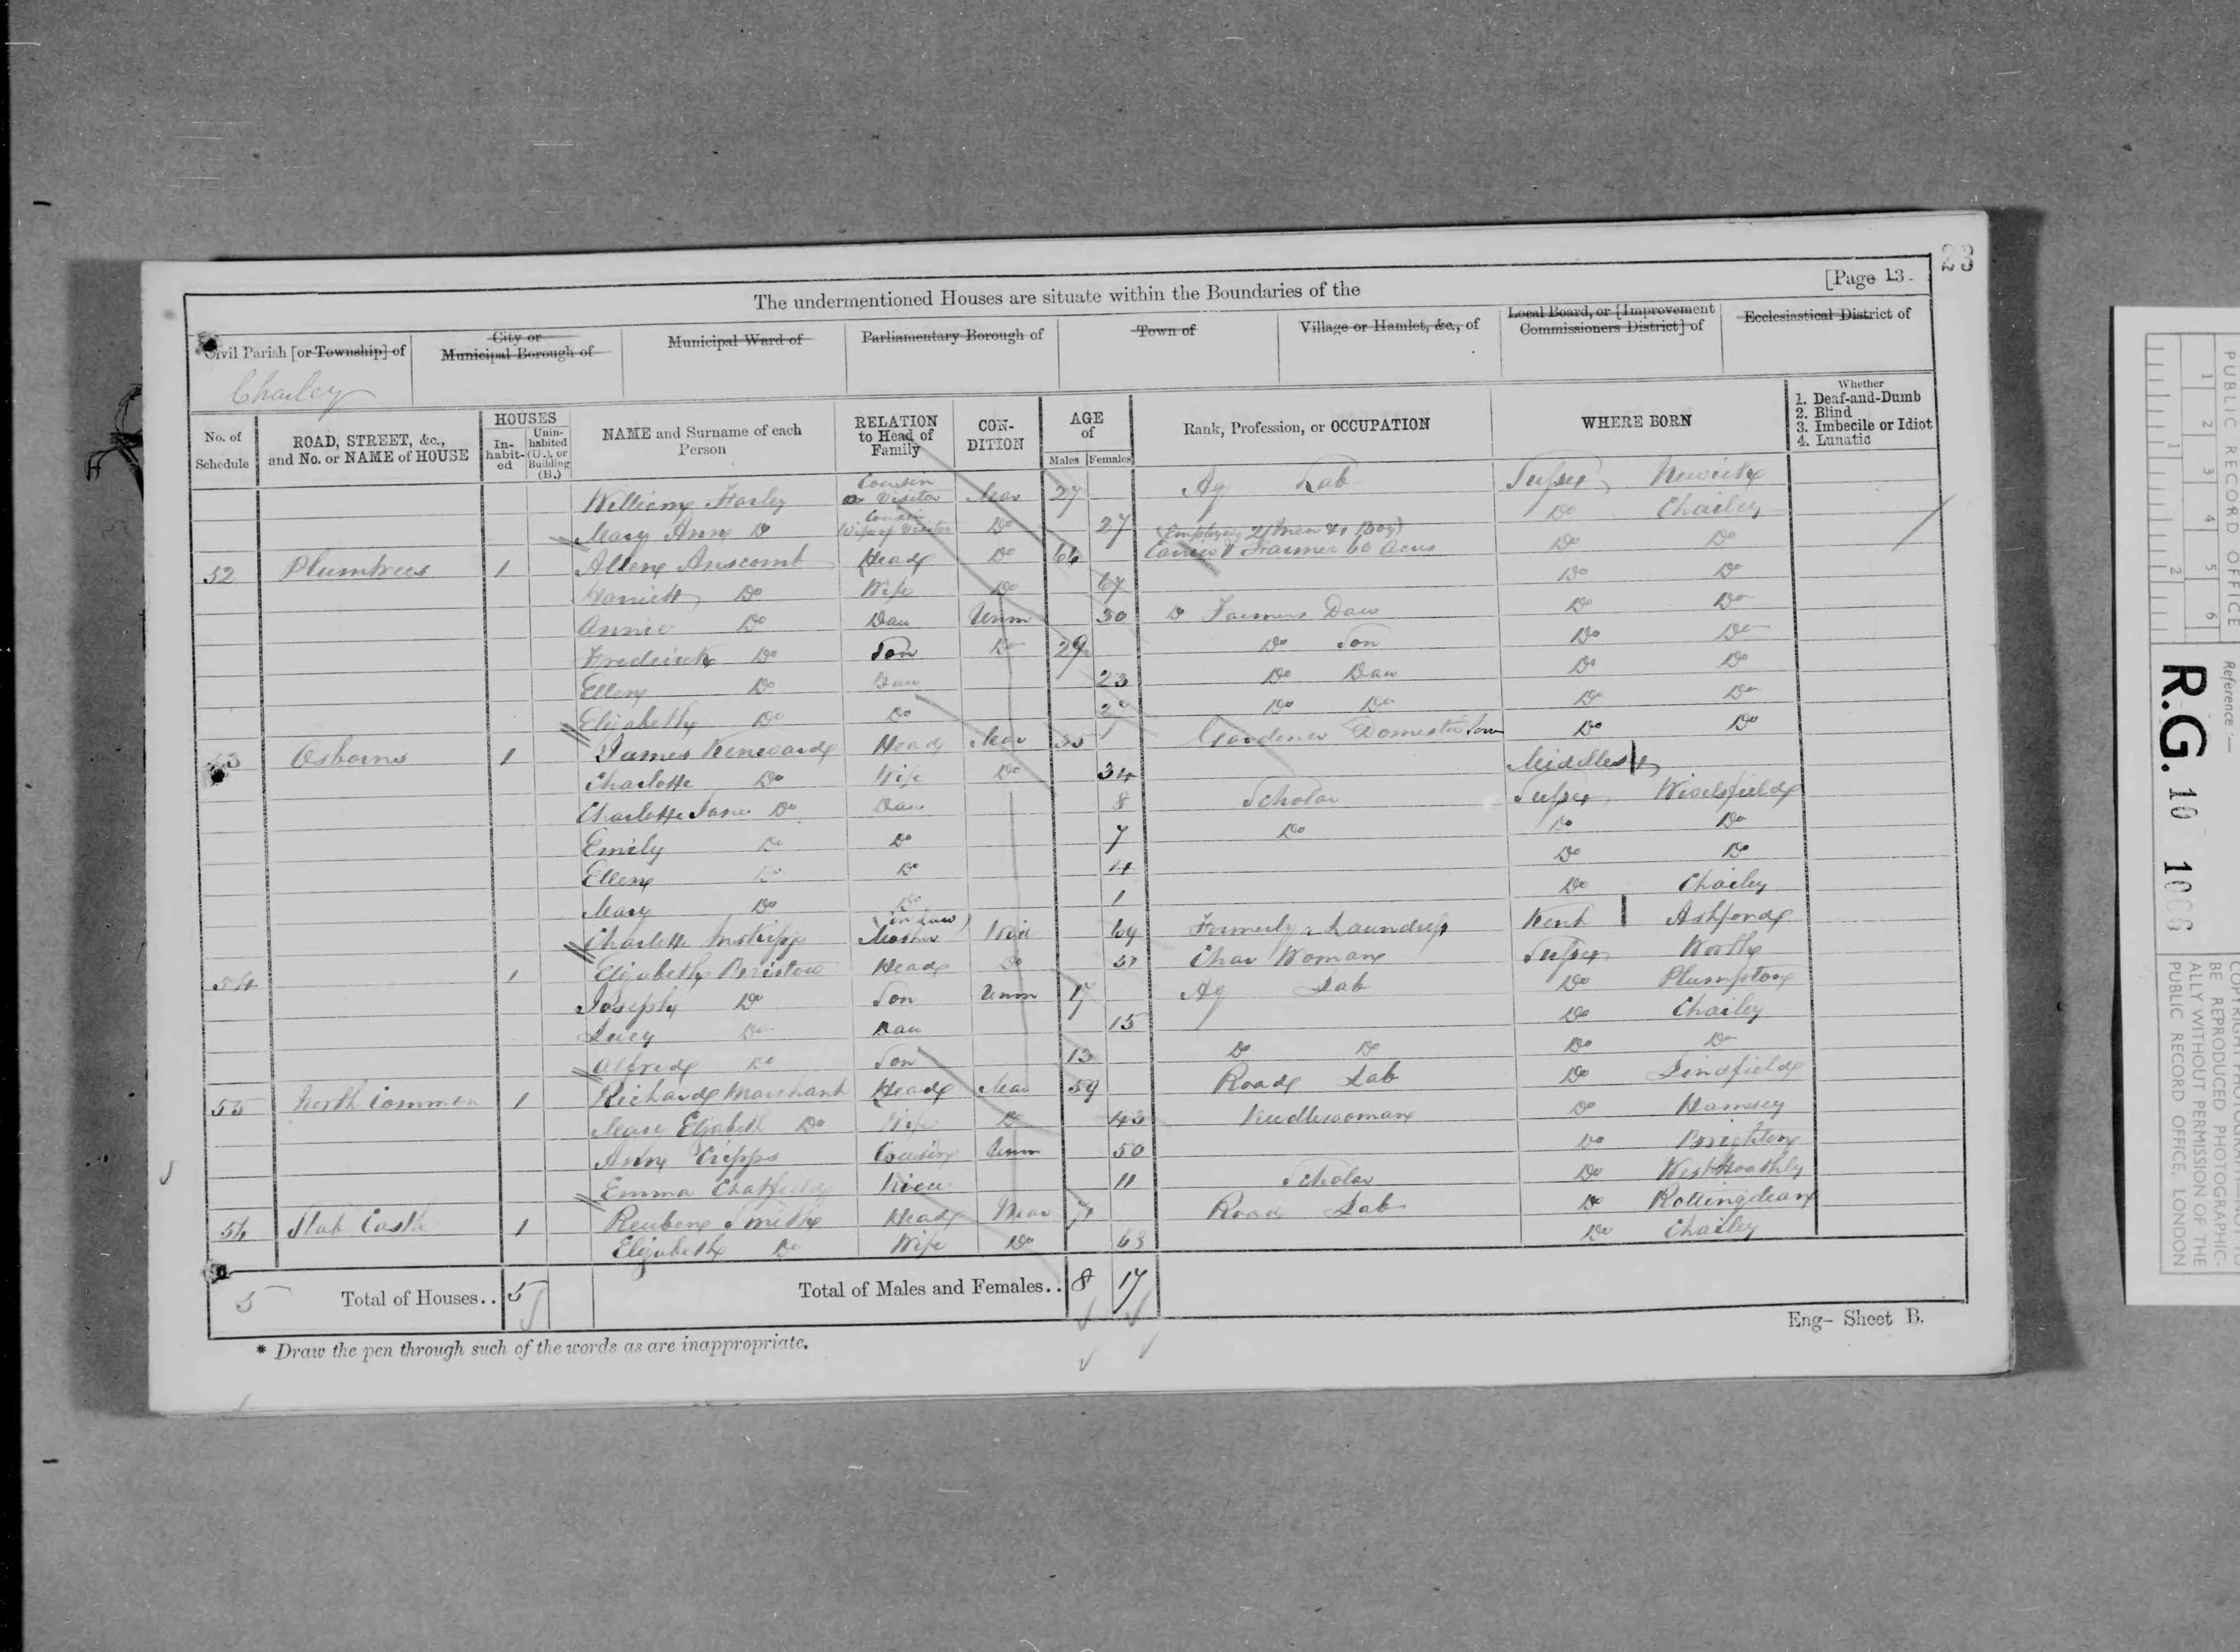 23
The undermentioned Houses are situate within the Boundaries of the [Page 13.
Civil Parish [or Township] of City or Municipal Borough of Municipal Ward of Parliamentary Borough of Town of Village or Hamlet, &c., of Local Board, or [Improvement Commissioners District] of Ecclesiastical District of
Chailey
No. of Schedule ROAD, STREET, &c., and No. or NAME of HOUSE HOUSES Inhabited Uninhabited (U.), or Building (B.) NAME and Surname of each Person RELATION to Head of Family CONDITION AGE of Males Females Rank, Profession, or OCCUPATION WHERE BORN Whether 1. Deaf-and-Dumb 2. Blind 3. Imbecile or Idiot 4. Lunatic
William Farley Cousin or Visitor Mar 27 Ag Lab Sussex Newick
Mary Ann Do Cousin Wife of Visitor Do 27 Do Chailey
52 Plumtrees 1 Allen Anscomb Head Do 66 (Employing 2 Men & 1 Boy) Farmer 60 Acres Do Do
Do Wife Do 67 Do Do
Annie Do Dau Unm 30 Farmers Dau Do Do
Frederick Do Son Do 29 Do Son Do Do
Ellen Do Dau 23 Do Dau Do Do
Elizabeth Do Do Do Do Do Do
53 Osborns 1 James Kenward Head Mar 35 Gardener Domestic Serv Do Do
Charlotte Do Wife Do 34 Middlesex
Charlotte Jane Do Dau 8 Scholar Sussex Wivelsfield
Emily Do Do 7 Do Do Do
Ellen Do Do 4 Do Do
Mary Do Do 1 Do Chailey
Charlotte Inskipp Mother (in Law) Wid 64 Formerly a Laundress Kent Ashford
54 1 Elizabeth Bristow Head Do 51 Char Woman Sussex Worth
Joseph Do Son Unm 17 Ag Lab Do Plumpton
Lucy Do Dau 15 Do Chailey
Alfred Do Son 13 Do Do Do Do
55 North Common 1 Richard Marchant Head Mar 59 Road Lab Do Lindfield
Mary Elizabeth Do Wife Do 43 Needlewoman Do Hamsey
Ann Cripps Cousin Unm 50 Do Brighton
Emma Chatfield Niece 11 Scholar Do West Hoathly
56 Slab Castle 1 Reuben Smith Head Mar 71 Road Lab Do Rottingdean
Elizabeth Do Wife Do 63 Do Chailey
5 Total of Houses.. 5 Total of Males and Females.. 8 17
* Draw the pen through such of the words as are inappropriate.
Eng- Sheet B.
PUBLIC RECORD OFFICE
1 2 3 4 5 6
1 2
Reference :-
R.G. 10
BE REPRODUCED PHOTOGRAPHIC-
ALLY WITHOUT PERMISSION OF THE
PUBLIC RECORD OFFICE, LONDON